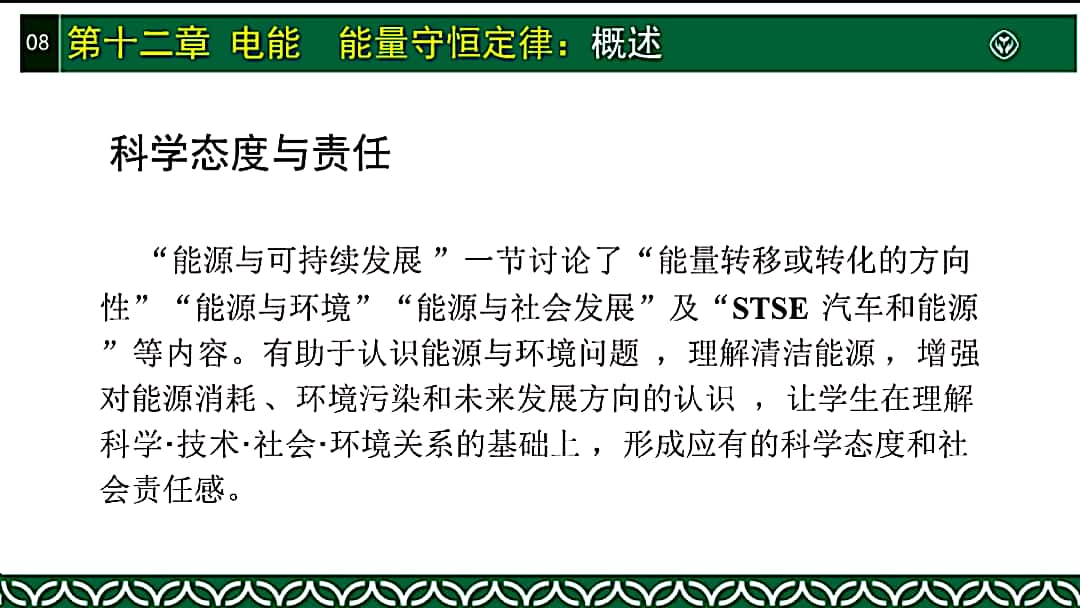 08 第十二章 电能 能量守恒定律：概述
科学态度与责任
“能源与可持续发展 ”一节讨论了“能量转移或转化的方向
性”“能源与环境”“能源与社会发展”及“STSE 汽车和能源
”等内容。有助于认识能源与环境问题 ，理解清洁能源，增强
对能源消耗 、环境污染和未来发展方向的认识 ，让学生在理解
科学·技术·社会·环境关系的基础上 ，形成应有的科学态度和社
会责任感。